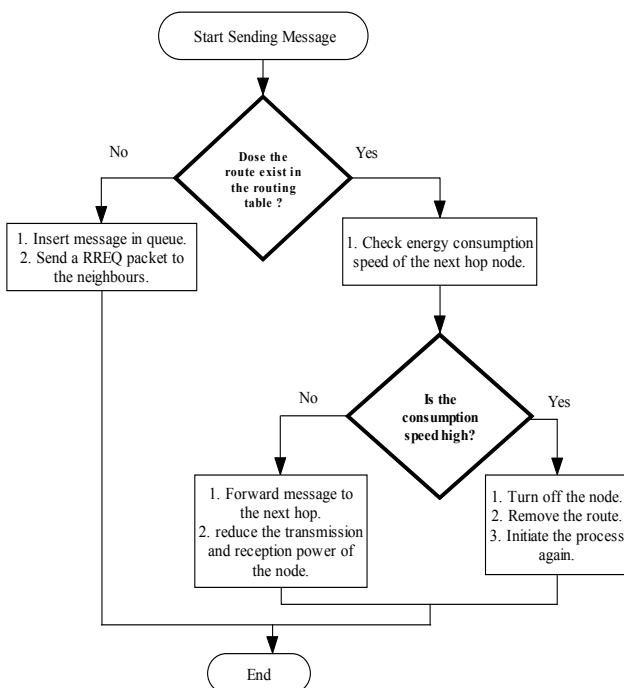 Start Sending Message
Dose the
route exist in
the routing
table ?
No
Yes
1. Insert message in queue.
2. Send a RREQ packet to
the neighbours.
1. Check energy consumption
speed of the next hop node.
Is the
consumption
speed high?
No
Yes
1. Forward message to
the next hop.
2. reduce the transmission
and reception power of
the node.
1. Turn off the node.
2. Remove the route.
3. Initiate the process
again.
End